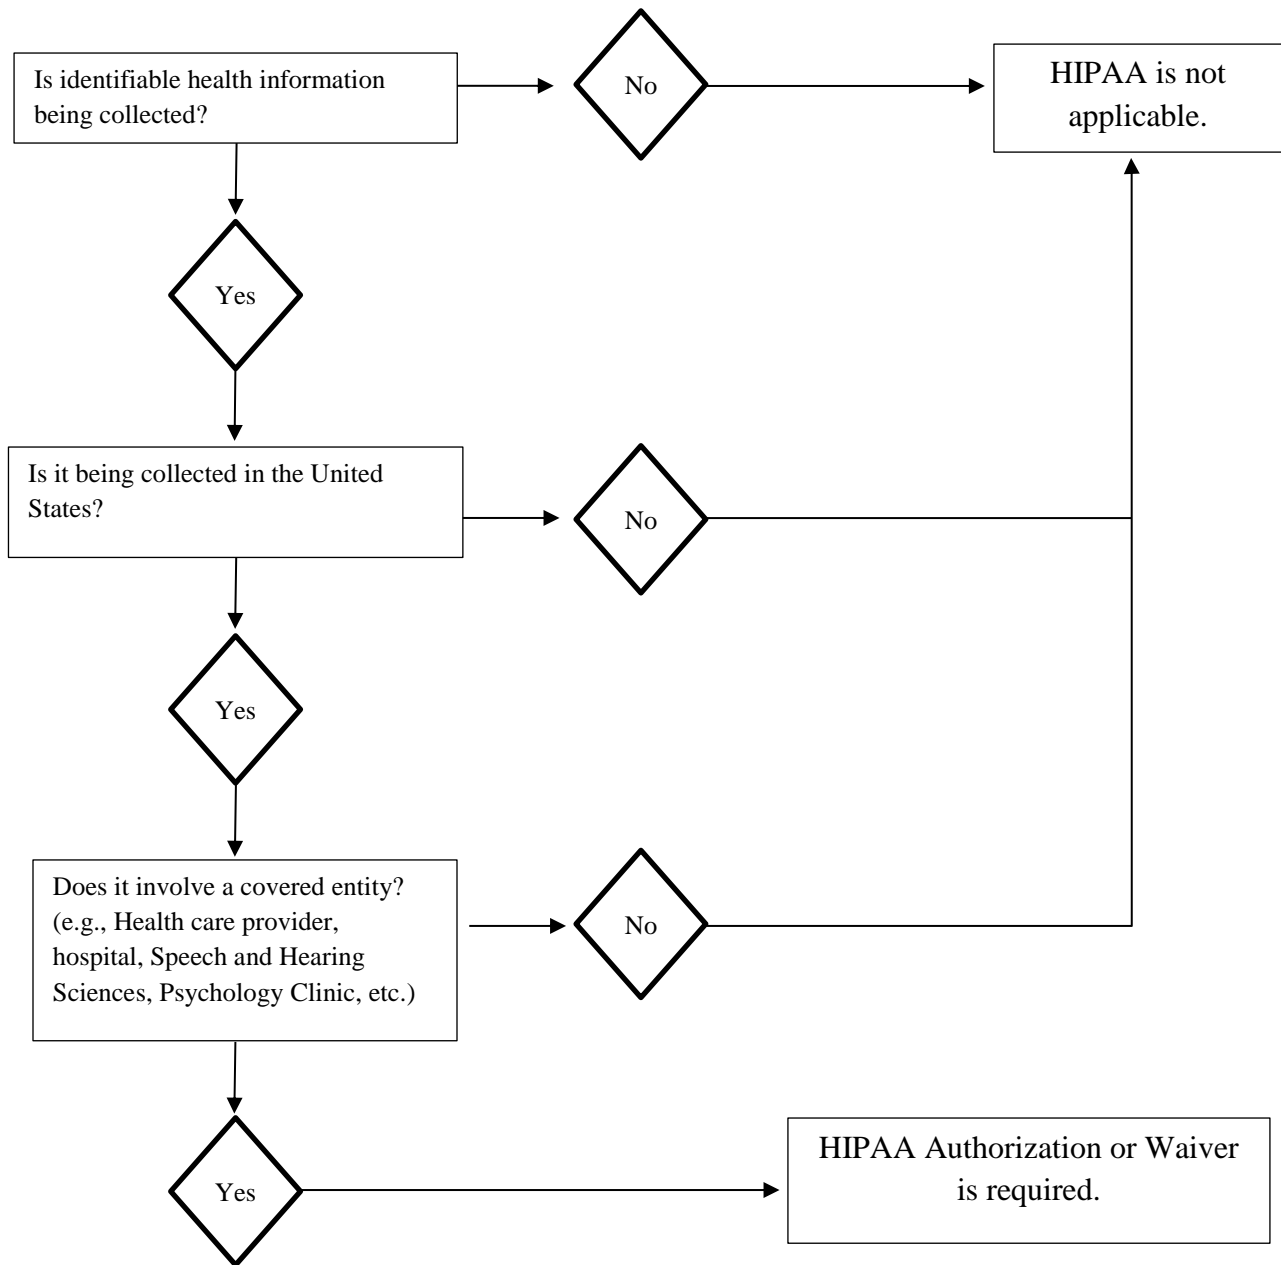 Is identifiable health information
being collected?
No
HIPAA is not
applicable.
Yes
Is it being collected in the United
States?
No
Yes
Does it involve a covered entity?
(e.g., Health care provider,
hospital, Speech and Hearing
Sciences, Psychology Clinic, etc.)
No
Yes
HIPAA Authorization or Waiver
is required.